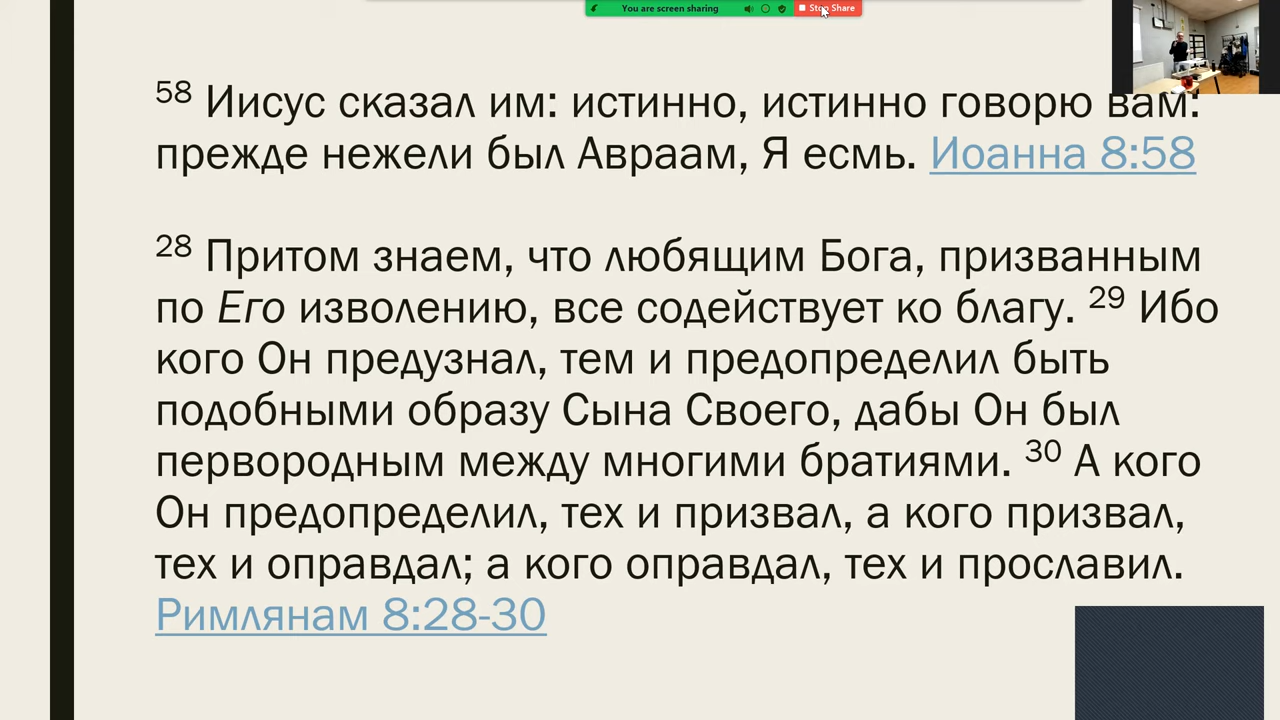 You are screen sharing Stop Share
58 Иисус сказал им: истинно, истинно говорю вам:
прежде нежели был Авраам, Я есмь. Иоанна 8:58
28 Притом знаем, что любящим Бога, призванным
по Его изволению, все содействует ко благу. 29 Ибо
кого Он предузнал, тем и предопределил быть
подобными образу Сына Своего, дабы Он был
первородным между многими братиями. 30 А кого
Он предопределил, тех и призвал, а кого призвал,
тех и оправдал; а кого оправдал, тех и прославил.
Римлянам 8:28-30